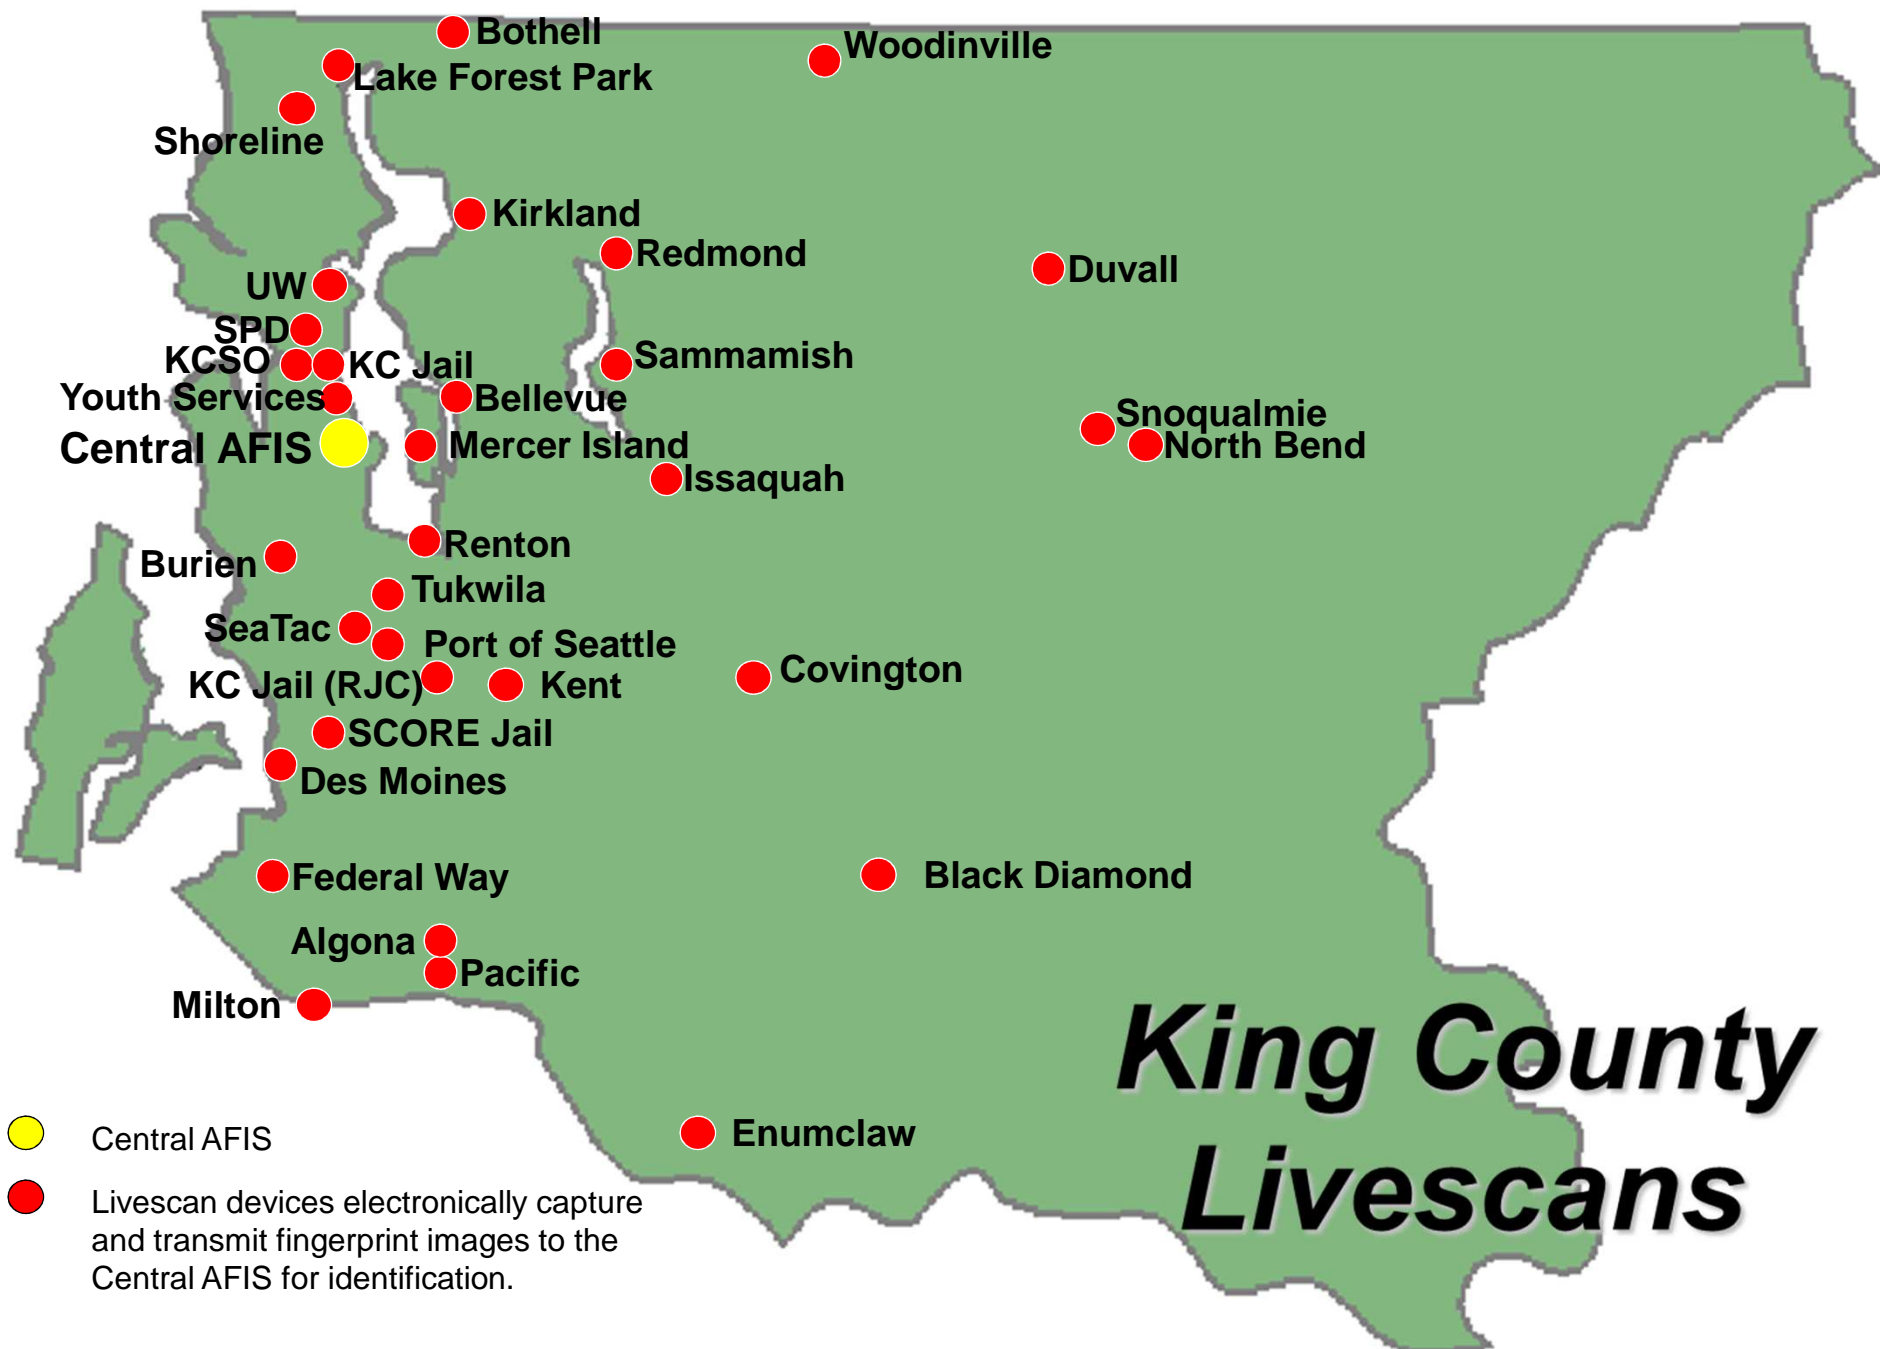 Bothell
Woodinville
Lake Forest Park
Shoreline
Kirkland
Redmond
Duvall
UW
SPD
KCSO
KC Jail
Sammamish
Youth Services
Bellevue
Snoqualmie
Central AFIS
Mercer Island
North Bend
Issaquah
Renton
Burien
Tukwila
SeaTac
Port of Seattle
Covington
KC Jail (RJC)
Kent
SCORE Jail
Des Moines
Federal Way
Black Diamond
Algona
Pacific
Milton
King County
Livescans
Enumclaw
Central AFIS
Livescan devices electronically capture
and transmit fingerprint images to the
Central AFIS for identification.